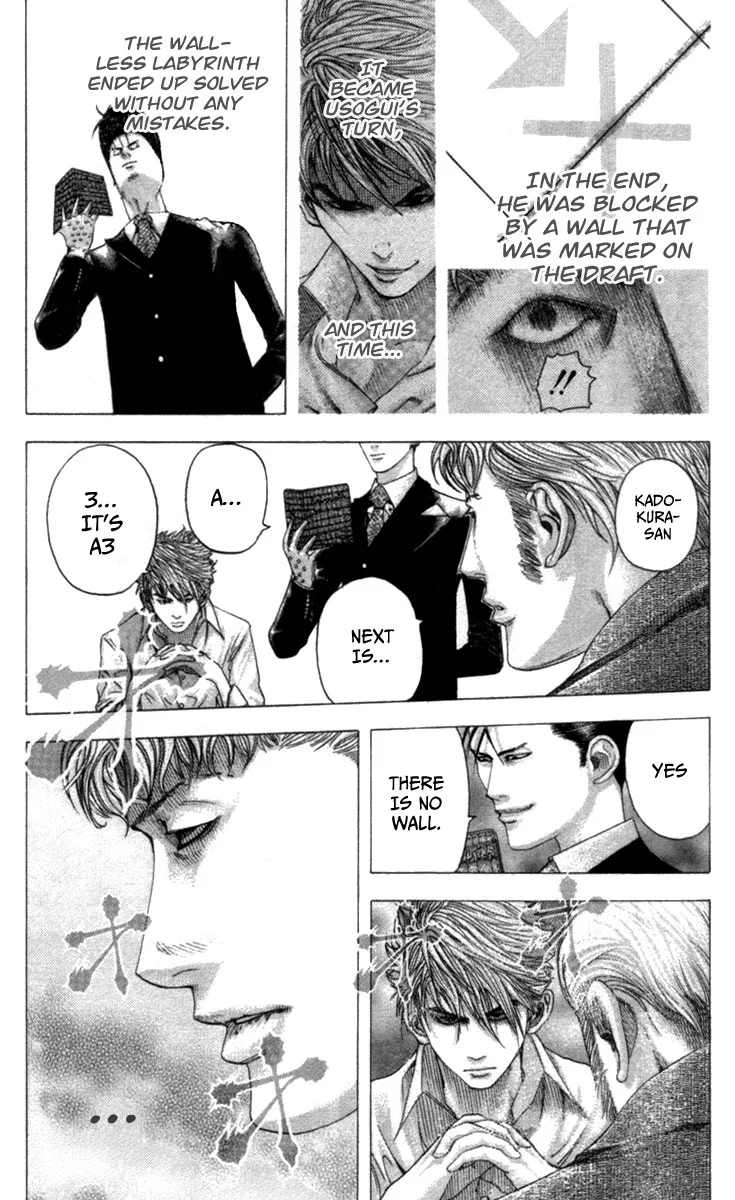 IN THE END,
HE WAS BLOCKED
BY A WALL THAT
WAS MARKED ON
THE DRAFT.
!!
IT
BECAME
USOGUI'S
TURN,
AND THIS
TIME...
THE WALL-
LESS LABYRINTH
ENDED UP SOLVED
WITHOUT ANY
MISTAKES.
KADO-
KURA-
SAN
NEXT
IS...
A...
3...
IT'S
A3
YES
THERE
IS NO
WALL.
...